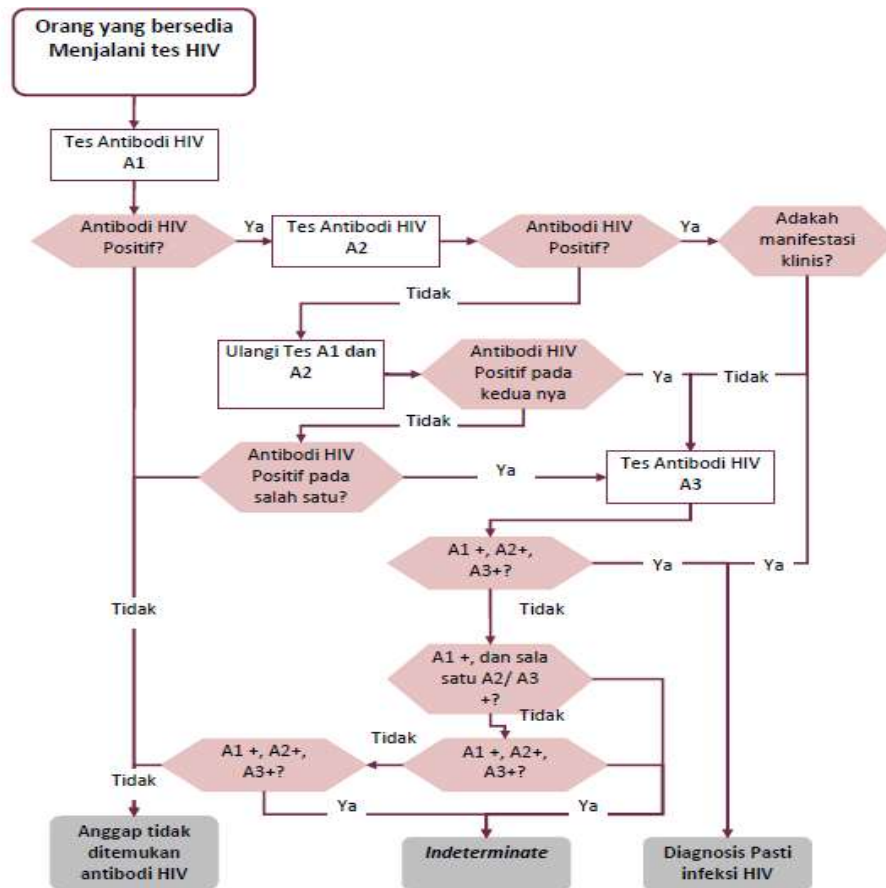 Orang yang bersedia
Menjalani tes HIV
Tes Antibodi HIV
A1
Antibodi HIV
Positif?
Ya
Tes Antibodi HIV
A2
Antibodi HIV
Positif?
Ya
Adakah
manifestasi
klinis?
Tidak
Ulangi Tes A1 dan
A2
Antibodi HIV
Positif pada
kedua nya
Ya
Tidak
Tidak
Antibodi HIV
Positif pada
salah satu?
Ya
Tes Antibodi HIV
A3
A1 +, A2+,
A3+?
Ya
Ya
Tidak
Tidak
A1 +, dan sala
satu A2/ A3
+?
Tidak
A1 +, A2+,
A3+?
Tidak
A1 +, A2+,
A3+?
Tidak
Ya
Ya
Anggap tidak
ditemukan
antibodi HIV
Indeterminate
Diagnosis Pasti
infeksi HIV